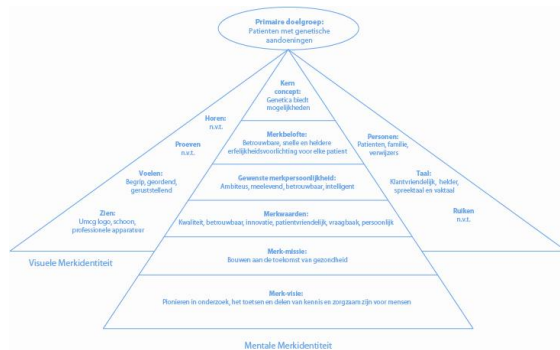 Primaire doelgroep:
Patienten met genetische
aandoeningen
Kern
concept:
Genetica biedt
mogelijkheden
Merkbelofte:
Betrouwbare, snelle en heldere
erfelijkheidsvoorlichting voor elke patient
Gewenste merkpersoonlijkheid:
Ambiteus, meelevend, betrouwbaar, intelligent
Merkwaarden:
Kwaliteit, betrouwbaar, innovatie, patientvriendelijk, vraagbaak, persoonlijk
Merk-missie:
Bouwen aan de toekomst van gezondheid
Merk-visie:
Pionieren in onderzoek, het toetsen en delen van kennis en zorgzaam zijn voor mensen
Horen:
n.v.t.
Proeven
n.v.t.
Voelen:
Begrip, geordend,
geruststellend
Zien:
Umcg logo, schoon,
professionele apparatuur
Personen:
Patienten, familie,
verwijzers
Taal:
Klantvriendelijk, helder,
spreektaal en vaktaal
Ruiken
n.v.t.
Visuele Merkidentiteit
Mentale Merkidentiteit